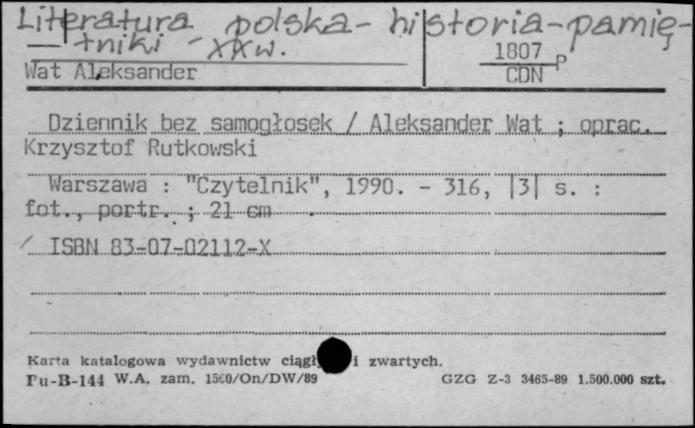 Literatura polska - historia - pamię-
- tniki - XX w.
1807 P
Wat Aleksander
CDN
Dziennik bez samogłosek / Aleksander Wat ; oprac.
Krzysztof Rutkowski
Warszawa : "Czytelnik", 1990. - 316, |3| s. :
fot., portr. ; 21 cm
ISBN 83-07-02112-X
Karta katalogowa wydawnictw i zwartych.
Pu-B-144 W.A. zam. 1560/On/DW/89 GZG Z-3 3465-89 1.500.000 szt.